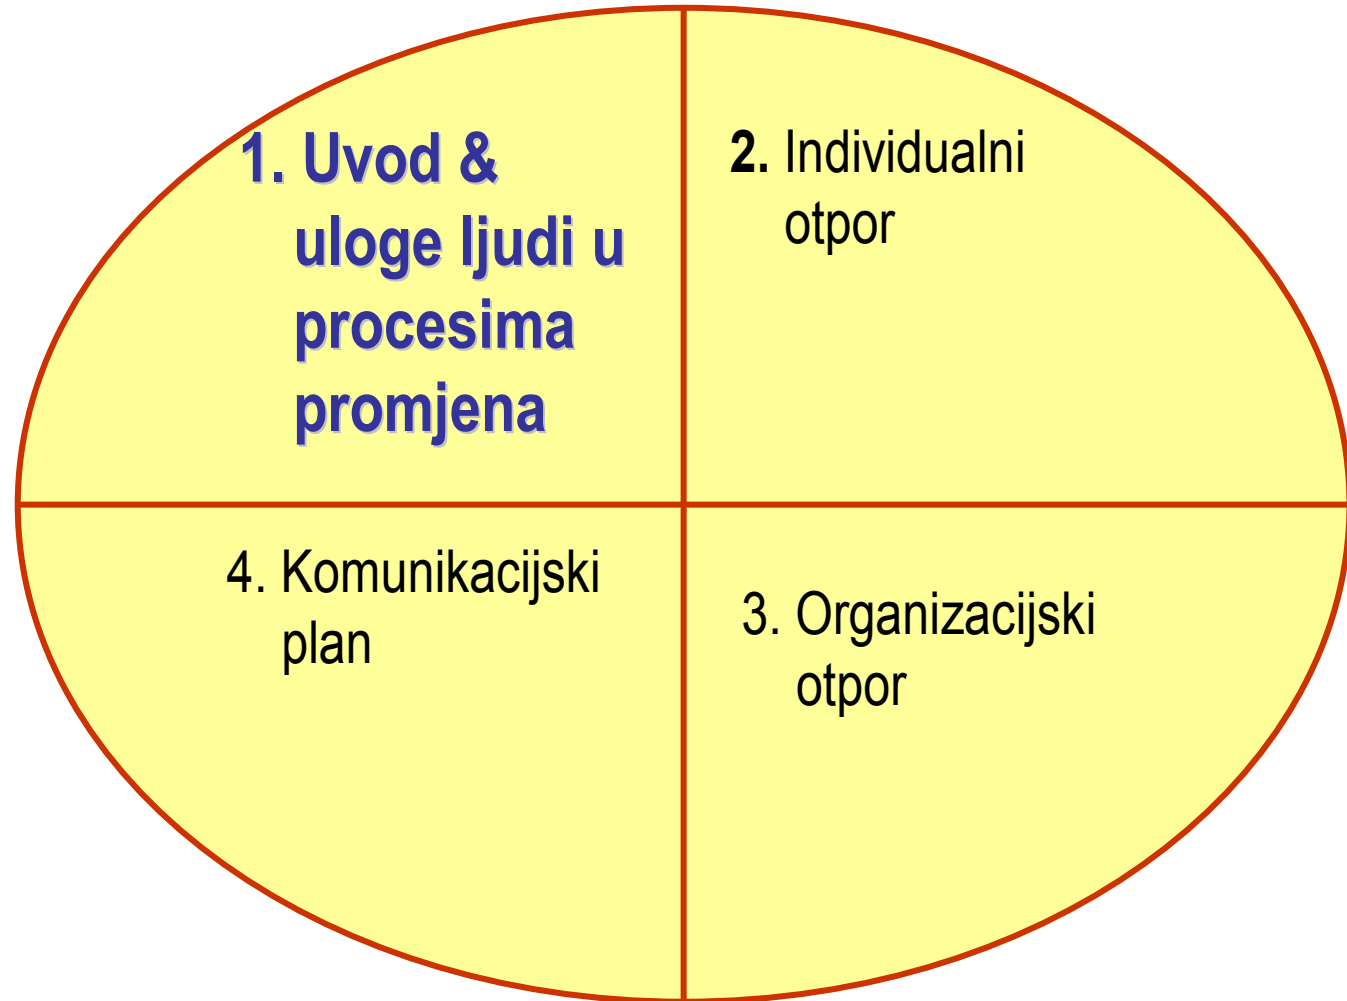 1. Uvod &
uloge ljudi u
procesima
promjena
2. Individualni
otpor
3. Organizacijski
otpor
4. Komunikacijski
plan